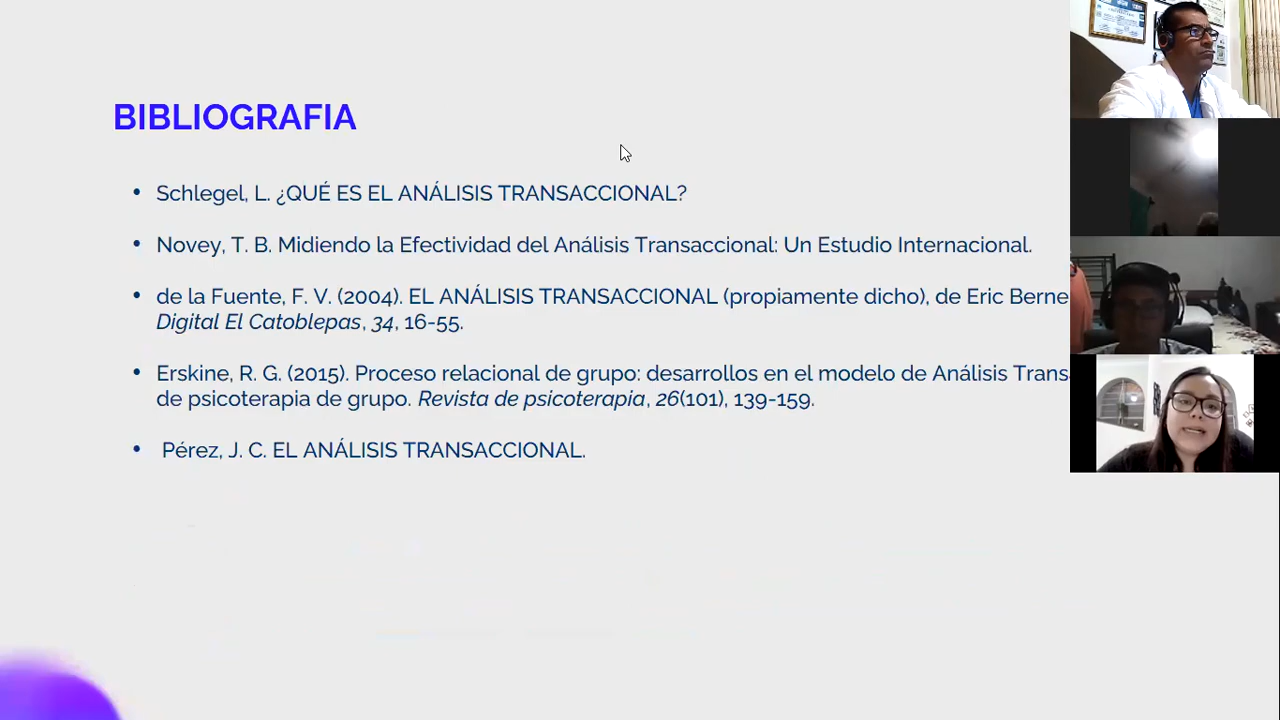 BIBLIOGRAFIA
• Schlegel, L. ¿QUÉ ES EL ANÁLISIS TRANSACCIONAL?
• Novey, T. B. Midiendo la Efectividad del Análisis Transaccional: Un Estudio Internacional.
• de la Fuente, F. V. (2004). EL ANÁLISIS TRANSACCIONAL (propiamente dicho), de Eric Berne
Digital El Catoblepas, 34, 16-55.
• Erskine, R. G. (2015). Proceso relacional de grupo: desarrollos en el modelo de Análisis Trans
de psicoterapia de grupo. Revista de psicoterapia, 26(101), 139-159.
• Pérez, J. C. EL ANÁLISIS TRANSACCIONAL.